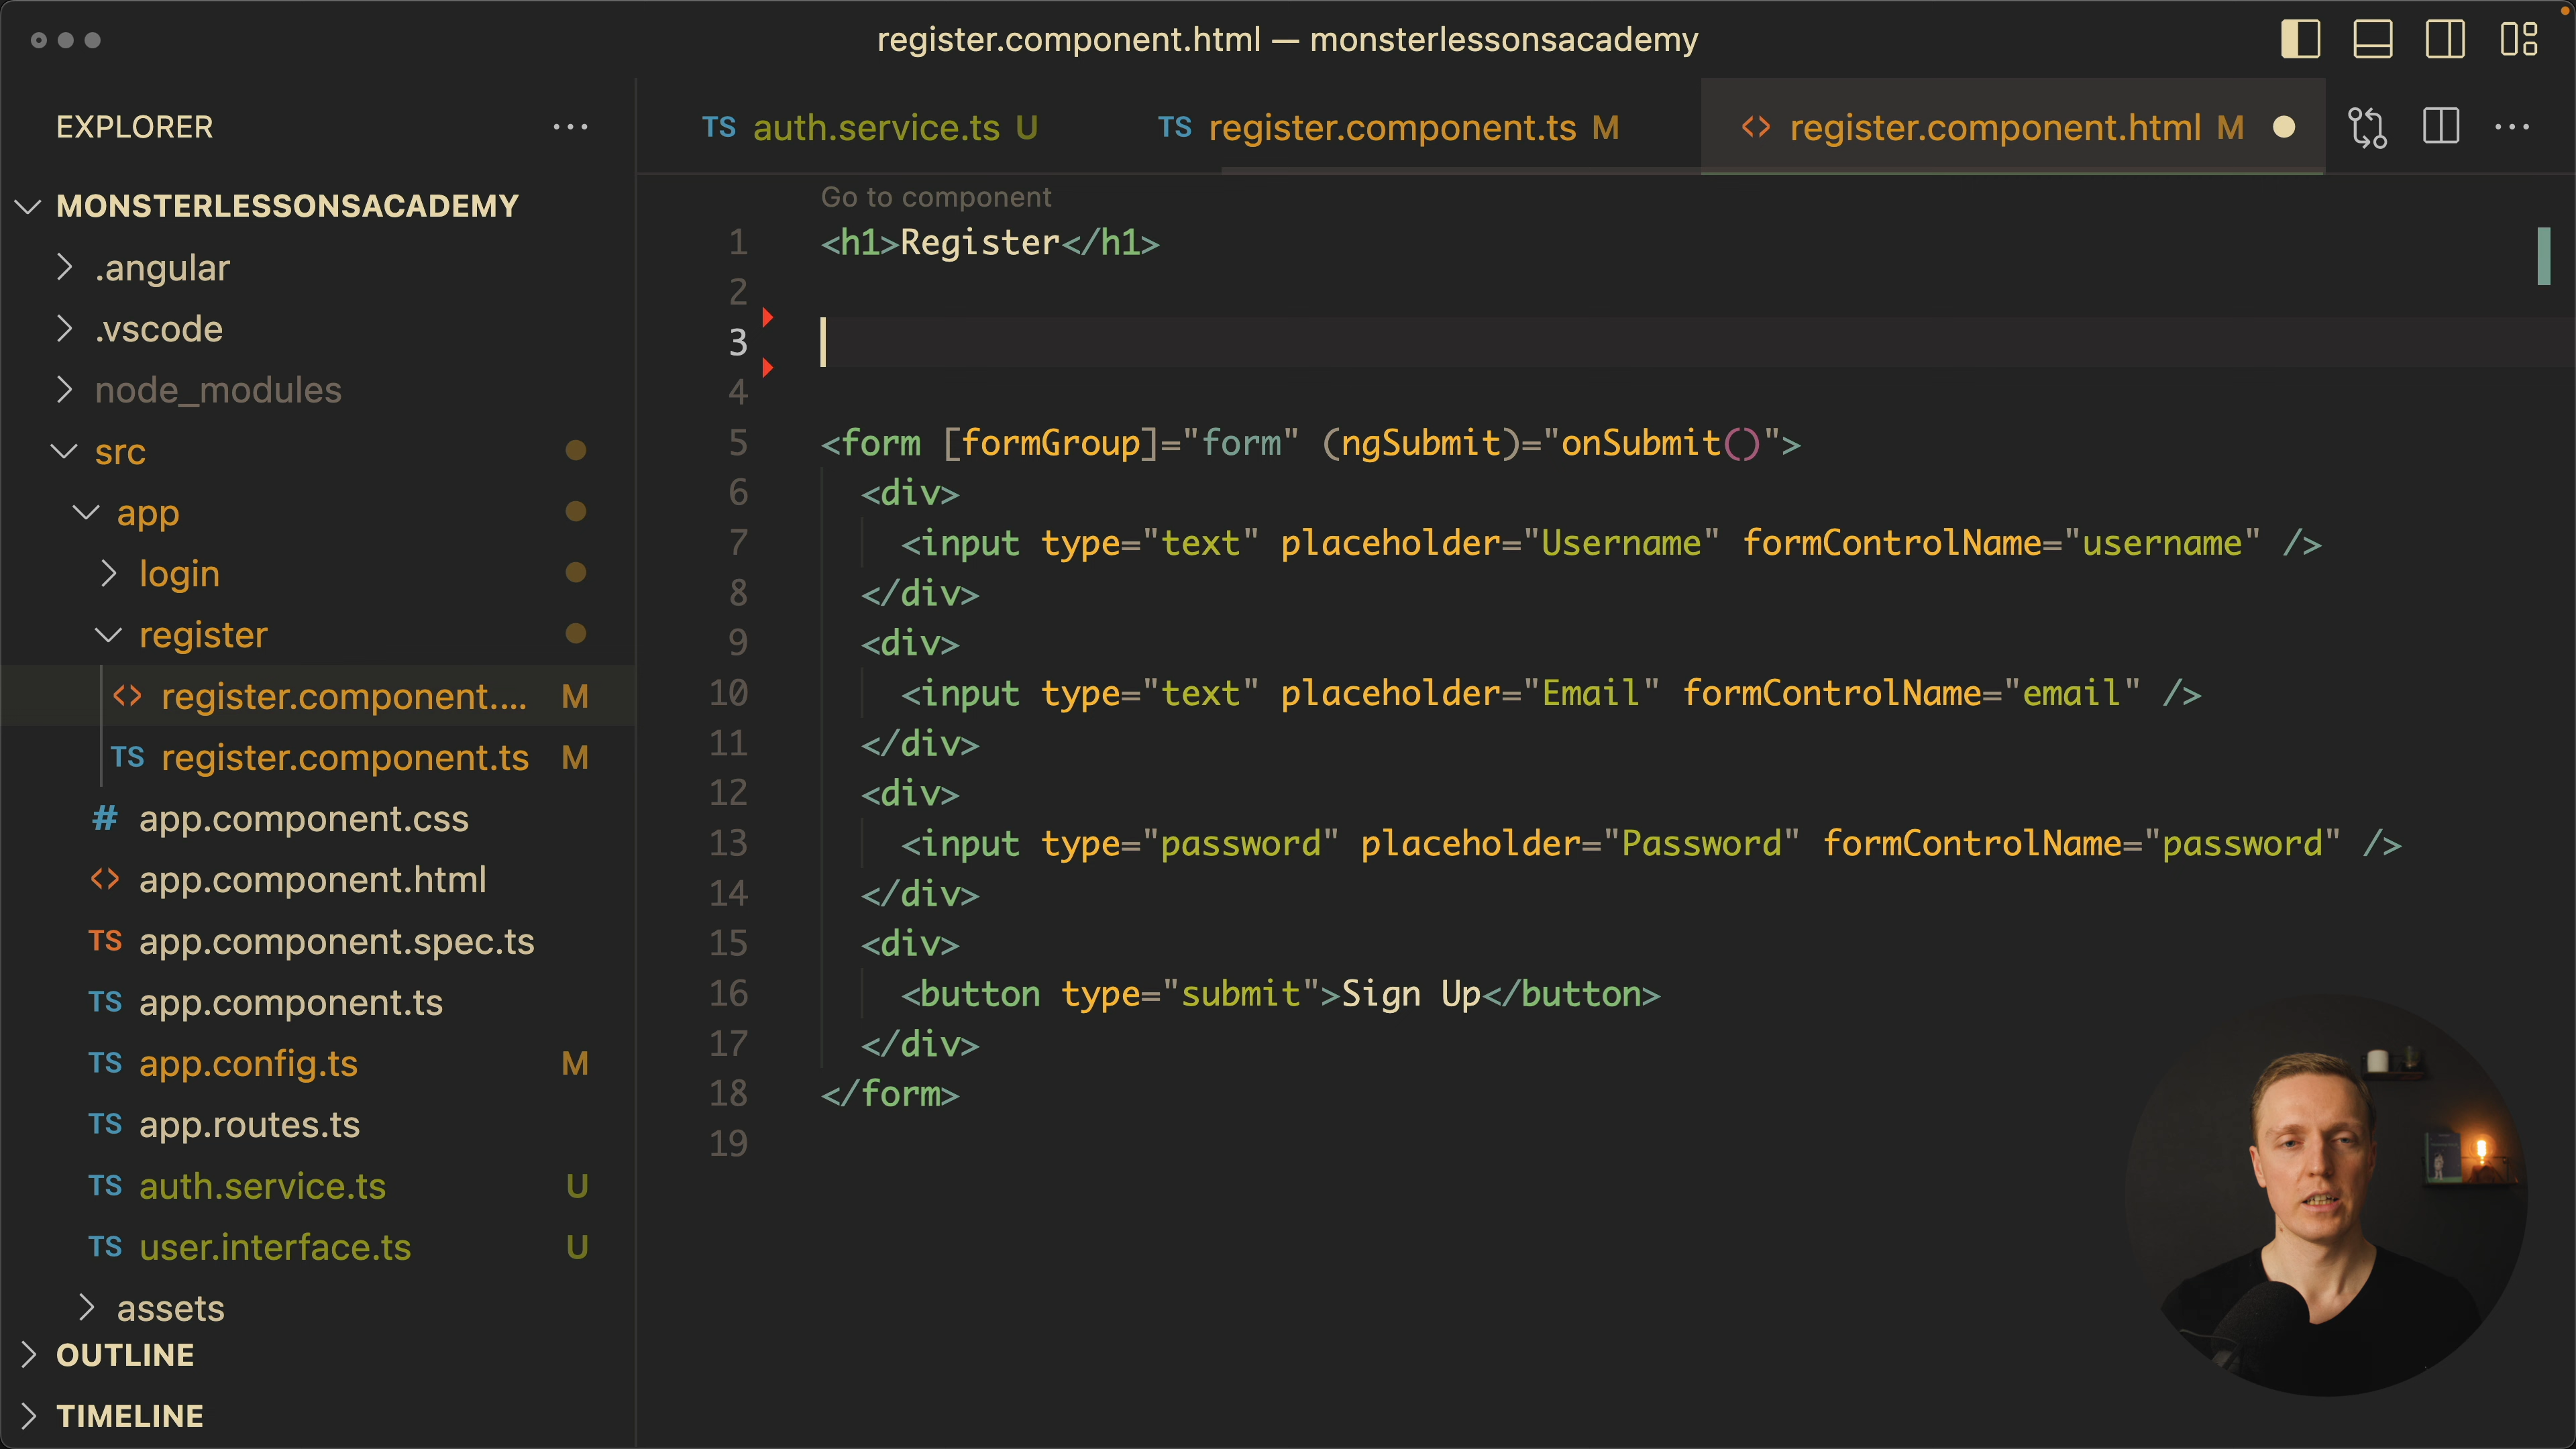 register.component.html — monsterlessonsacademy
EXPLORER
MONSTERLESSONSACADEMY
.angular
.vscode
node_modules
src
app
login
register
register.component.... M
TS register.component.ts M
# app.component.css
<> app.component.html
TS app.component.spec.ts
TS app.component.ts
TS app.config.ts M
TS app.routes.ts
TS auth.service.ts U
TS user.interface.ts U
assets
OUTLINE
TIMELINE
TS auth.service.ts U
TS register.component.ts M
<> register.component.html M
Go to component
1 <h1>Register</h1>
2
3
4
5 <form [formGroup]="form" (ngSubmit)="onSubmit()">
6 <div>
7 <input type="text" placeholder="Username" formControlName="username" />
8 </div>
9 <div>
10 <input type="text" placeholder="Email" formControlName="email" />
11 </div>
12 <div>
13 <input type="password" placeholder="Password" formControlName="password" />
14 </div>
15 <div>
16 <button type="submit">Sign Up</button>
17 </div>
18 </form>
19